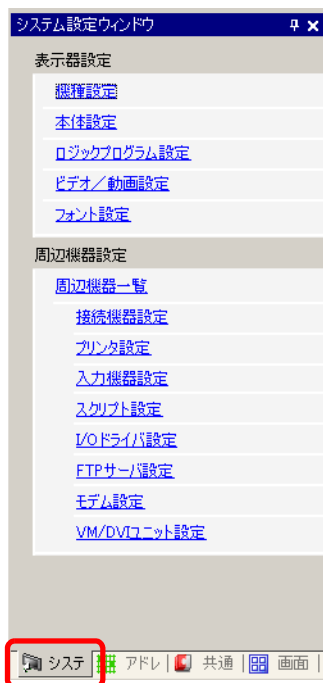 システム設定ウィンドウ
表示器設定
機種設定
本体設定
ロジックプログラム設定
ビデオ／動画設定
フォント設定
周辺機器設定
周辺機器一覧
接続機器設定
プリンタ設定
入力機器設定
スクリプト設定
I/Oドライバ設定
FTPサーバ設定
モデム設定
VM/DVIユニット設定
システ アドレ 共通 画面